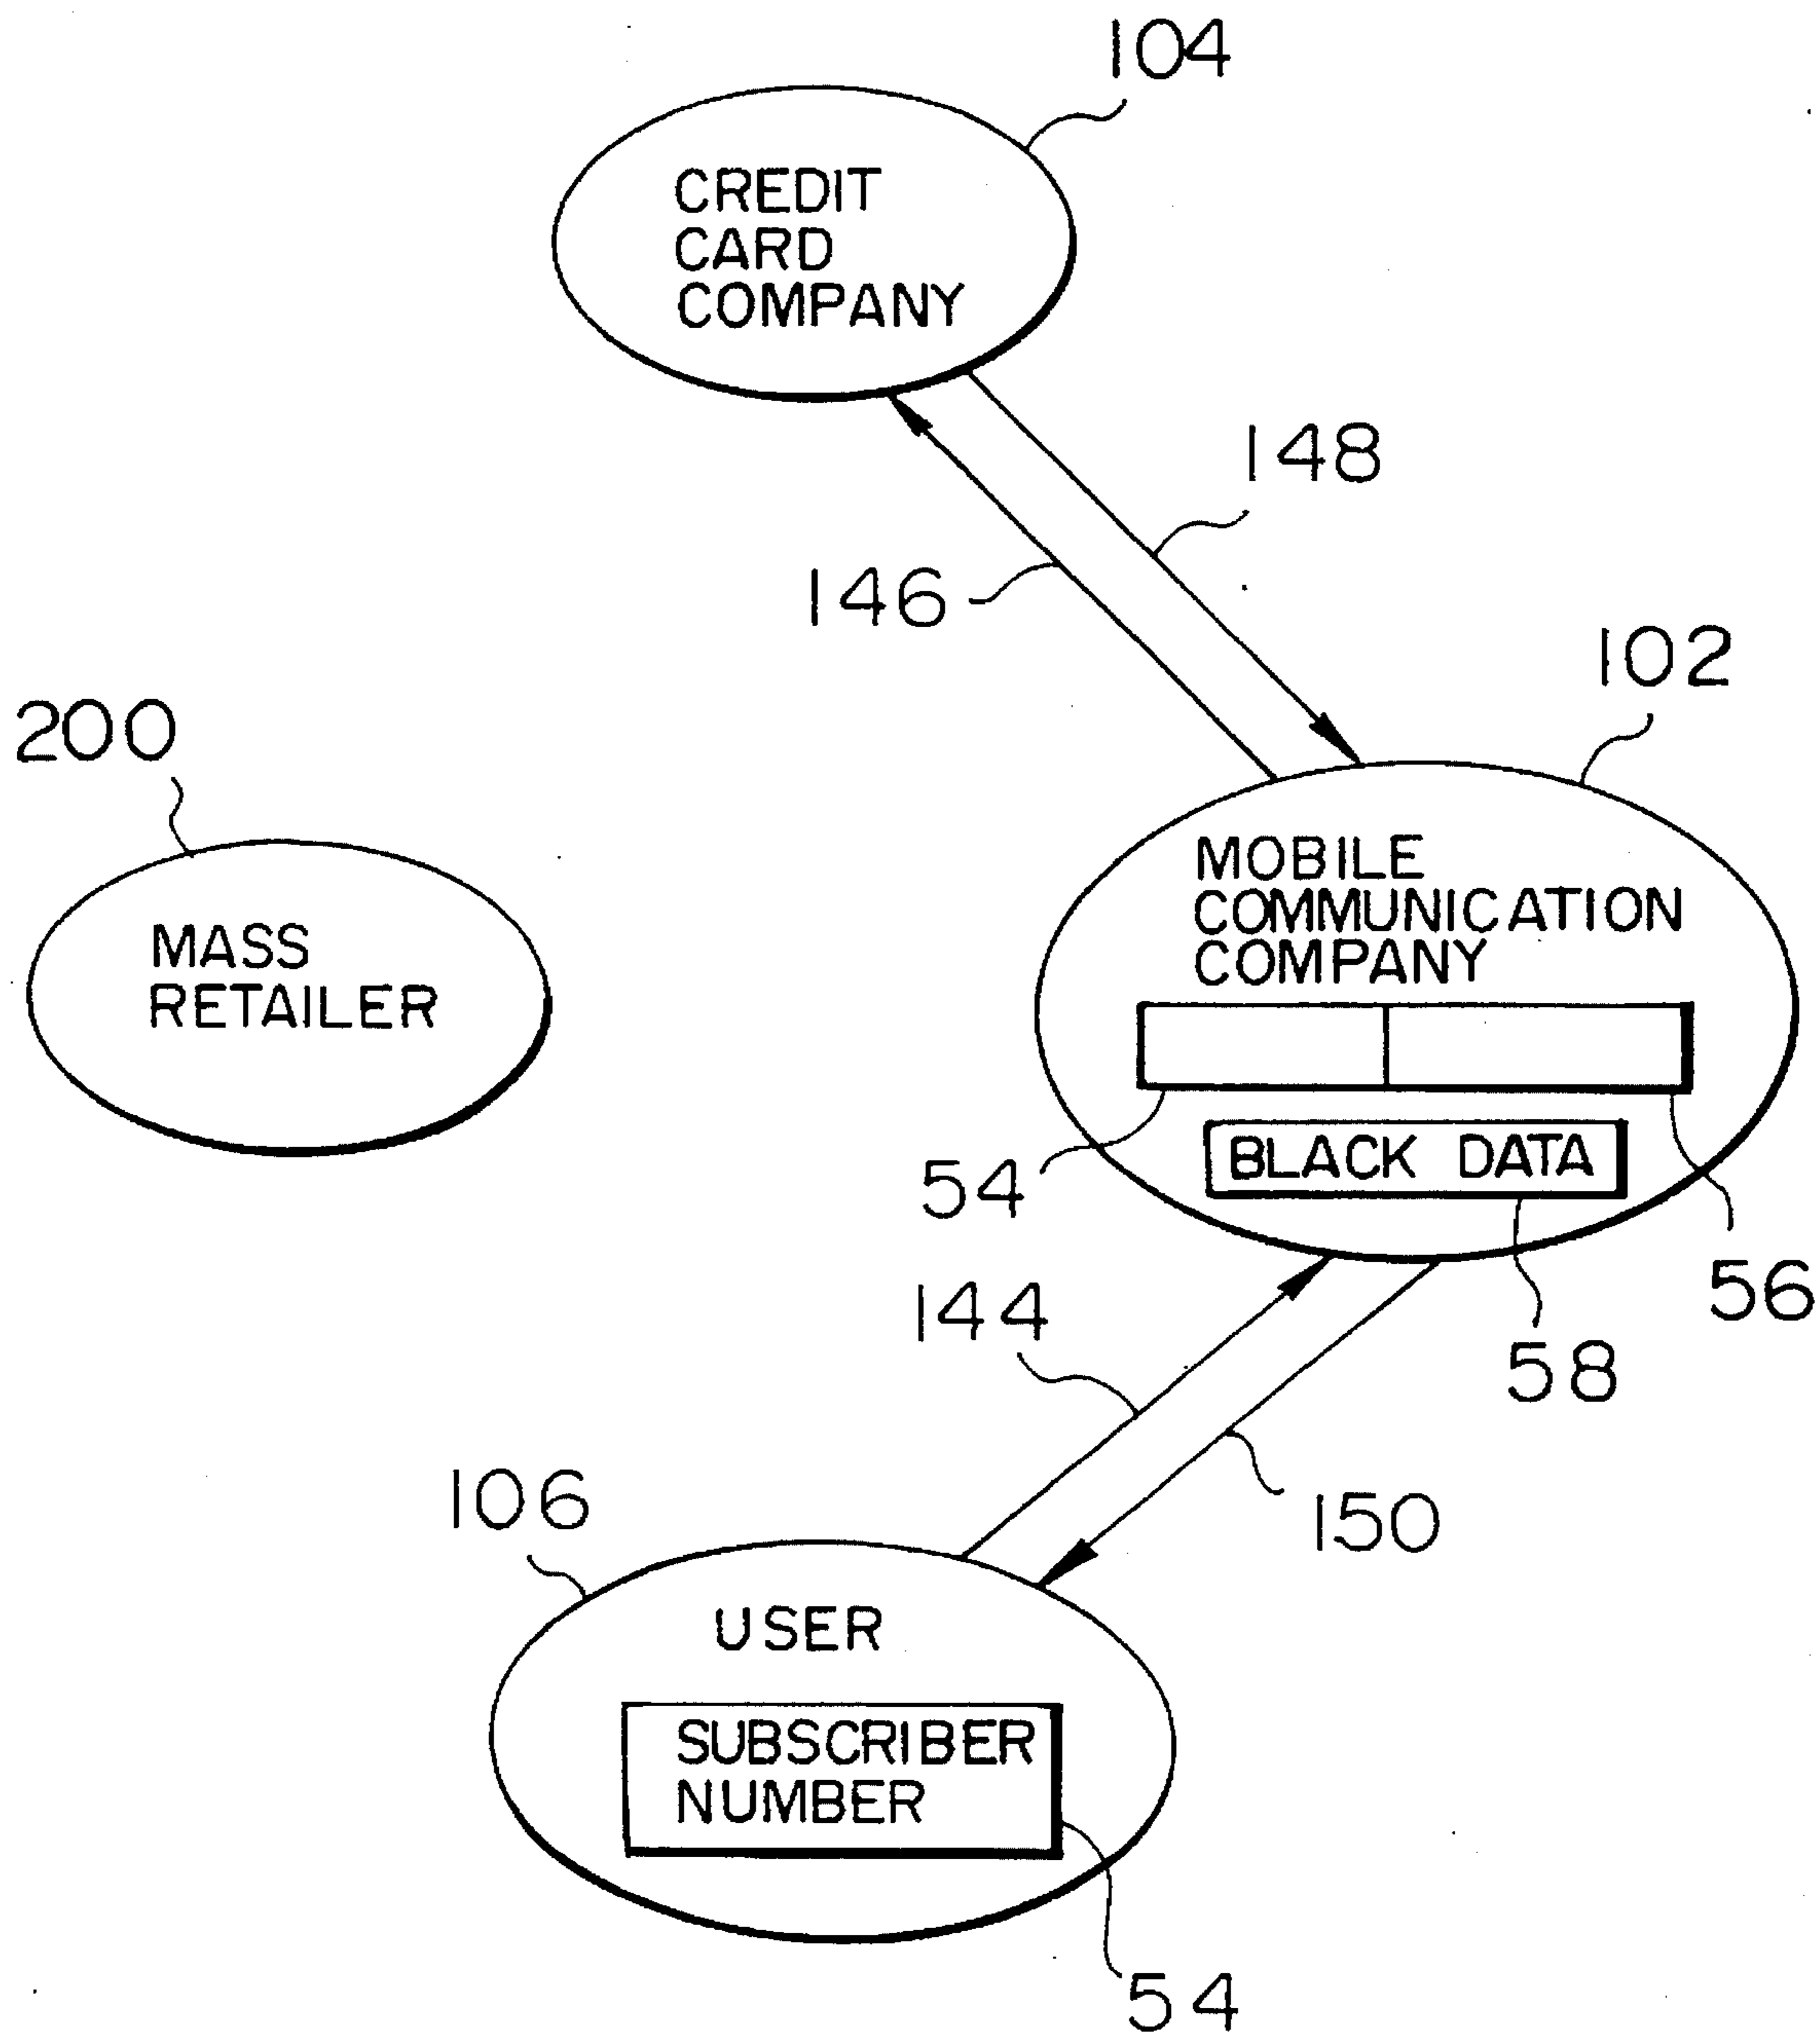 104
CREDIT
CARD
COMPANY
148
146
102
200
MOBILE
COMMUNICATION
COMPANY
MASS
RETAILER
54
BLACK DATA
56
144
58
106
150
USER
SUBSCRIBER
NUMBER
54